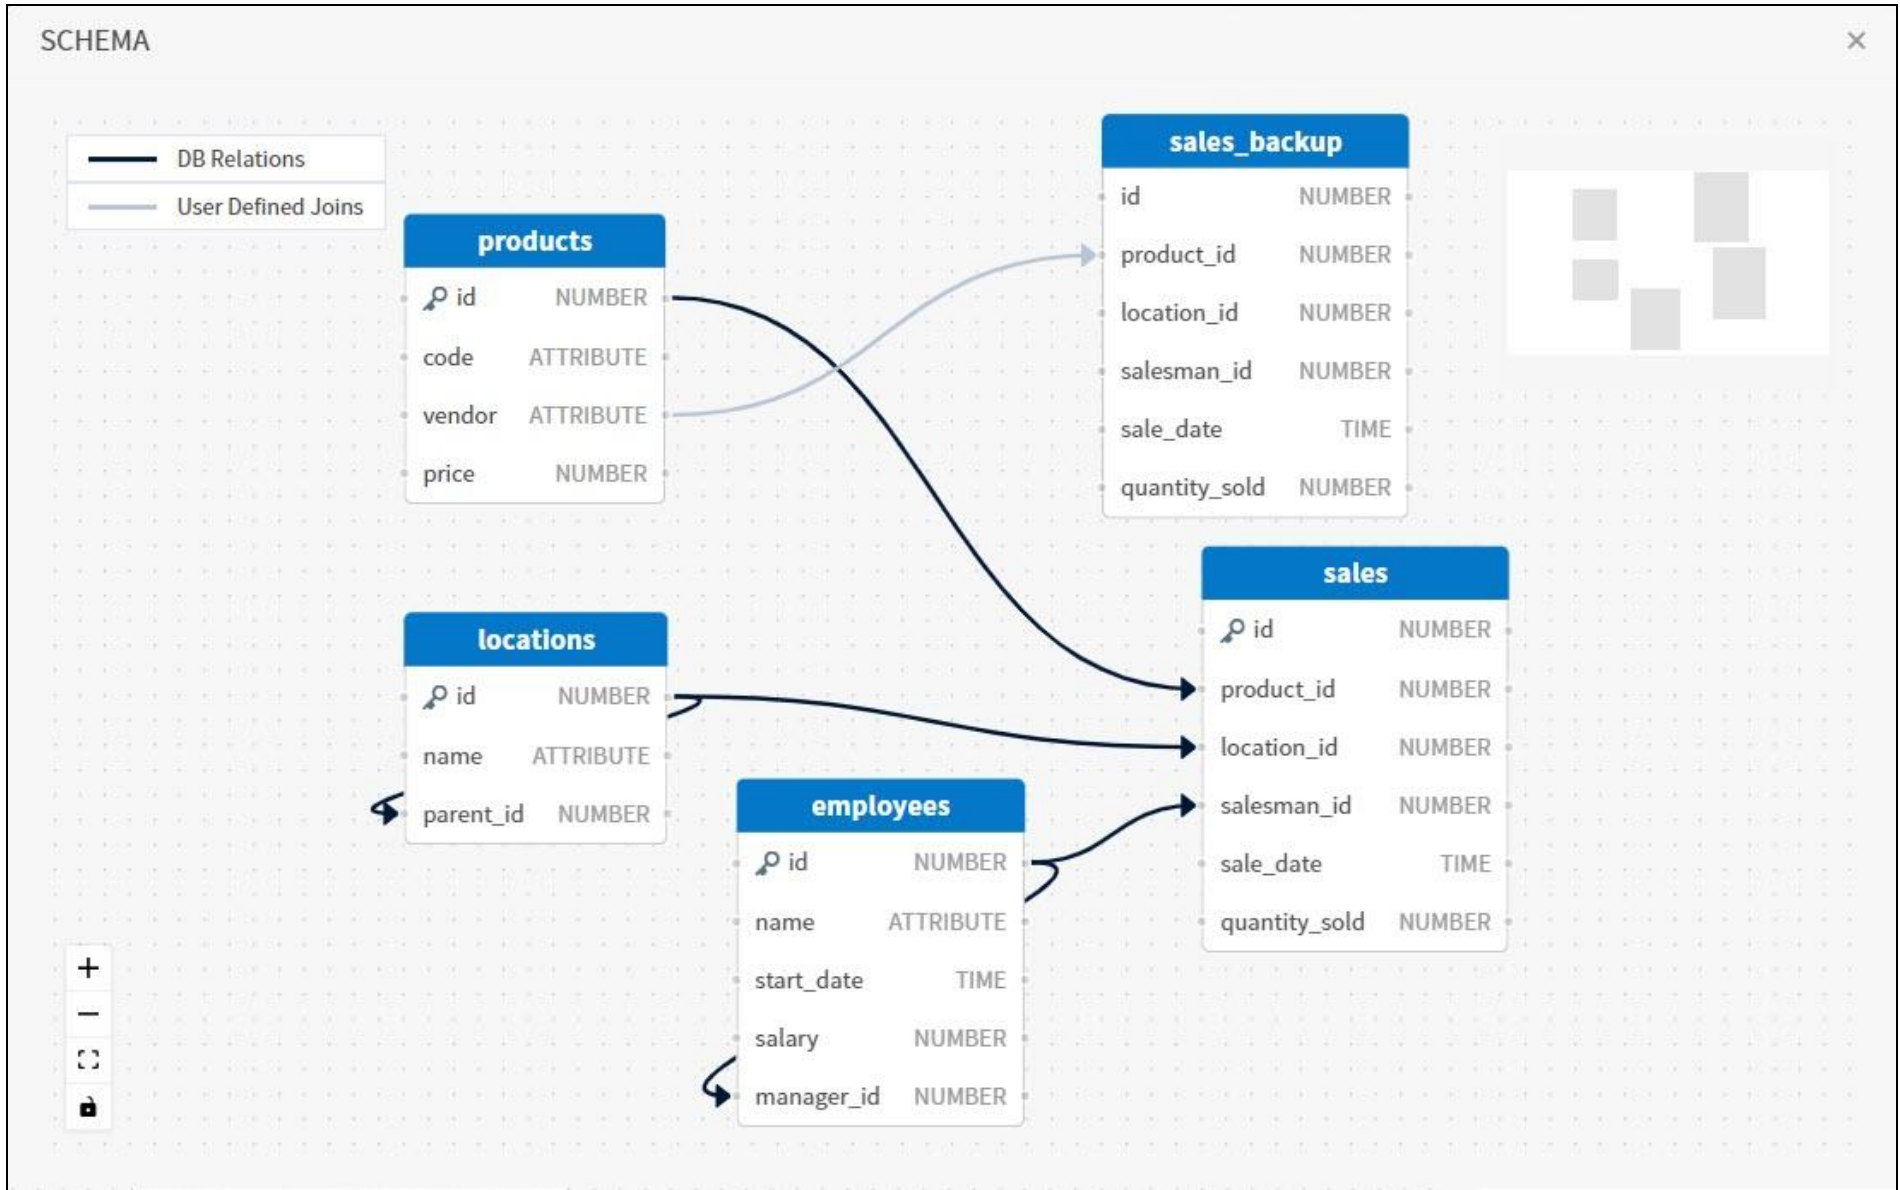 SCHEMA
DB Relations
User Defined Joins
products
id NUMBER
code ATTRIBUTE
vendor ATTRIBUTE
price NUMBER
sales_backup
id NUMBER
product_id NUMBER
location_id NUMBER
salesman_id NUMBER
sale_date TIME
quantity_sold NUMBER
locations
id NUMBER
name ATTRIBUTE
parent_id NUMBER
employees
id NUMBER
name ATTRIBUTE
start_date TIME
salary NUMBER
manager_id NUMBER
sales
id NUMBER
product_id NUMBER
location_id NUMBER
salesman_id NUMBER
sale_date TIME
quantity_sold NUMBER